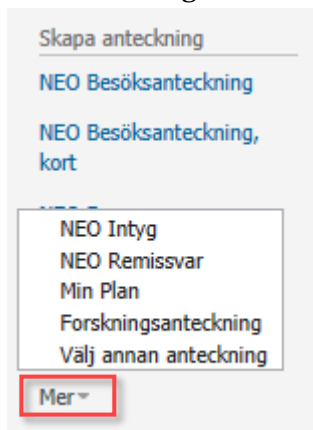 Skapa anteckning
NEO Besöksanteckning
NEO Besöksanteckning,
kort
NEO Intyg
NEO Remissvar
Min Plan
Forskningsanteckning
Välj annan anteckning
Mer